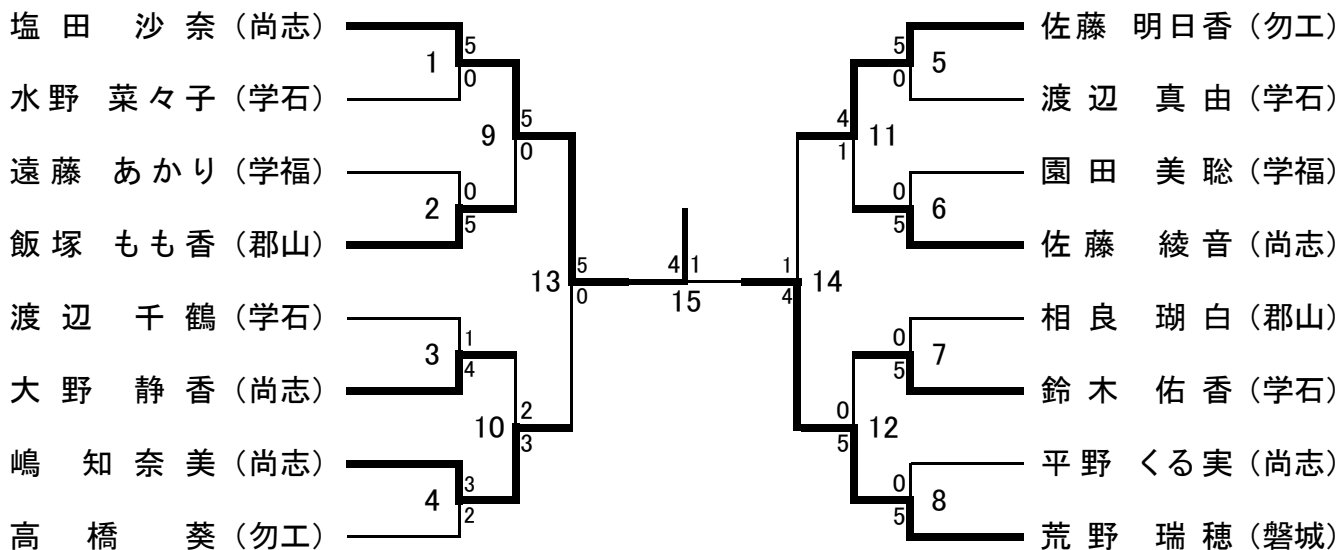 塩田 沙奈（尚志）
5
1
0
水野 菜々子（学石）
5
9
0
遠藤 あかり（学福）
0
2
5
飯塚 もも香（郡山）
5
13
0
渡辺 千鶴（学石）
1
3
4
大野 静香（尚志）
2
10
3
嶋 知奈美（尚志）
3
4
2
高橋 葵（勿工）
4 1
15
佐藤 明日香（勿工）
5
5
0
渡辺 真由（学石）
4
11
1
園田 美聡（学福）
0
6
5
佐藤 綾音（尚志）
1
14
4
相良 瑚白（郡山）
0
7
5
鈴木 佑香（学石）
0
12
5
平野 くる実（尚志）
0
8
5
荒野 瑞穂（磐城）